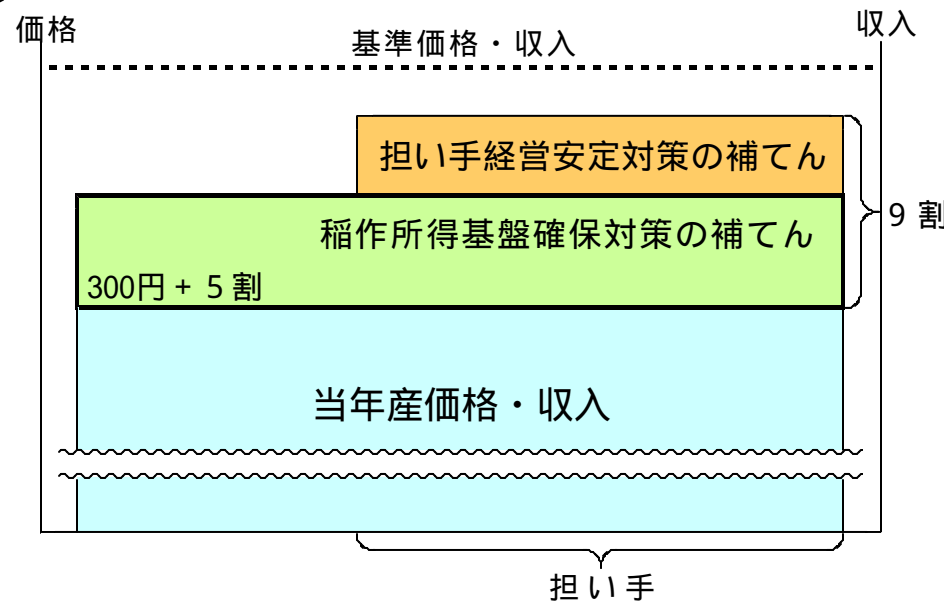 価格
収入
基準価格・収入
担い手経営安定対策の補てん
稲作所得基盤確保対策の補てん
9 割
300円 + 5 割
当年産価格・収入
担い手